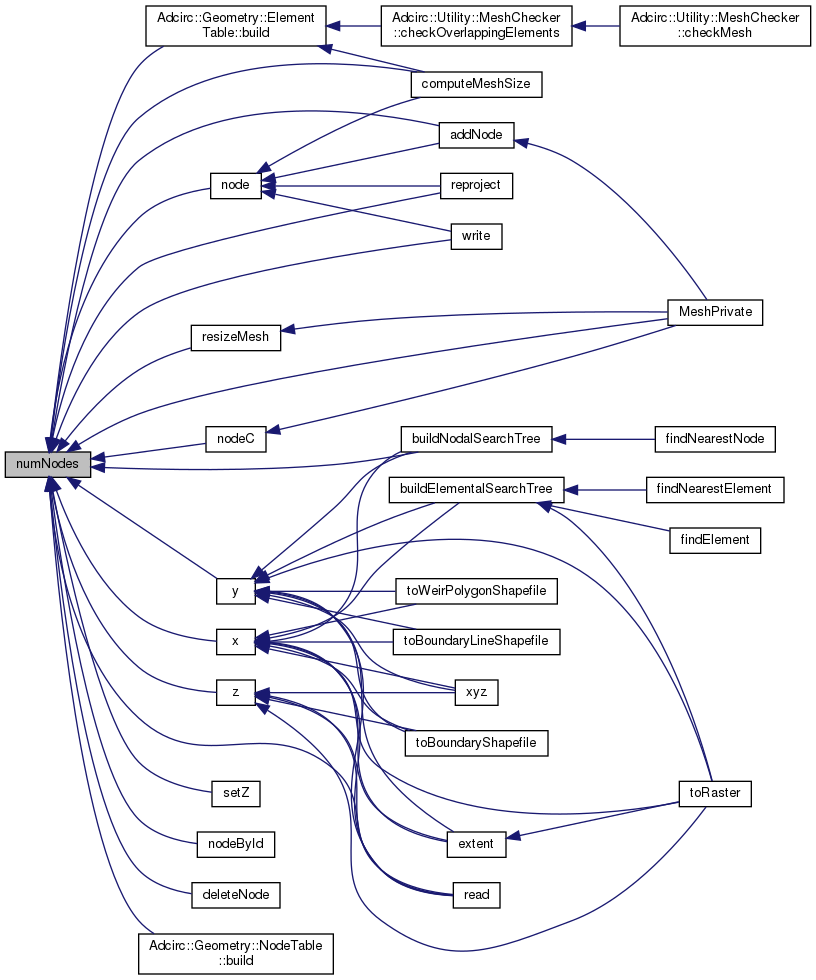 Adcirc::Geometry::Element
Table::build
Adcirc::Utility::MeshChecker
::checkOverlappingElements
Adcirc::Utility::MeshChecker
::checkMesh
computeMeshSize
addNode
node
reproject
write
MeshPrivate
resizeMesh
nodeC
buildNodalSearchTree
findNearestNode
numNodes
buildElementalSearchTree
findNearestElement
findElement
y
toWeirPolygonShapefile
x
toBoundaryLineShapefile
z
xyz
toBoundaryShapefile
setZ
toRaster
nodeById
extent
deleteNode
read
Adcirc::Geometry::NodeTable
::build